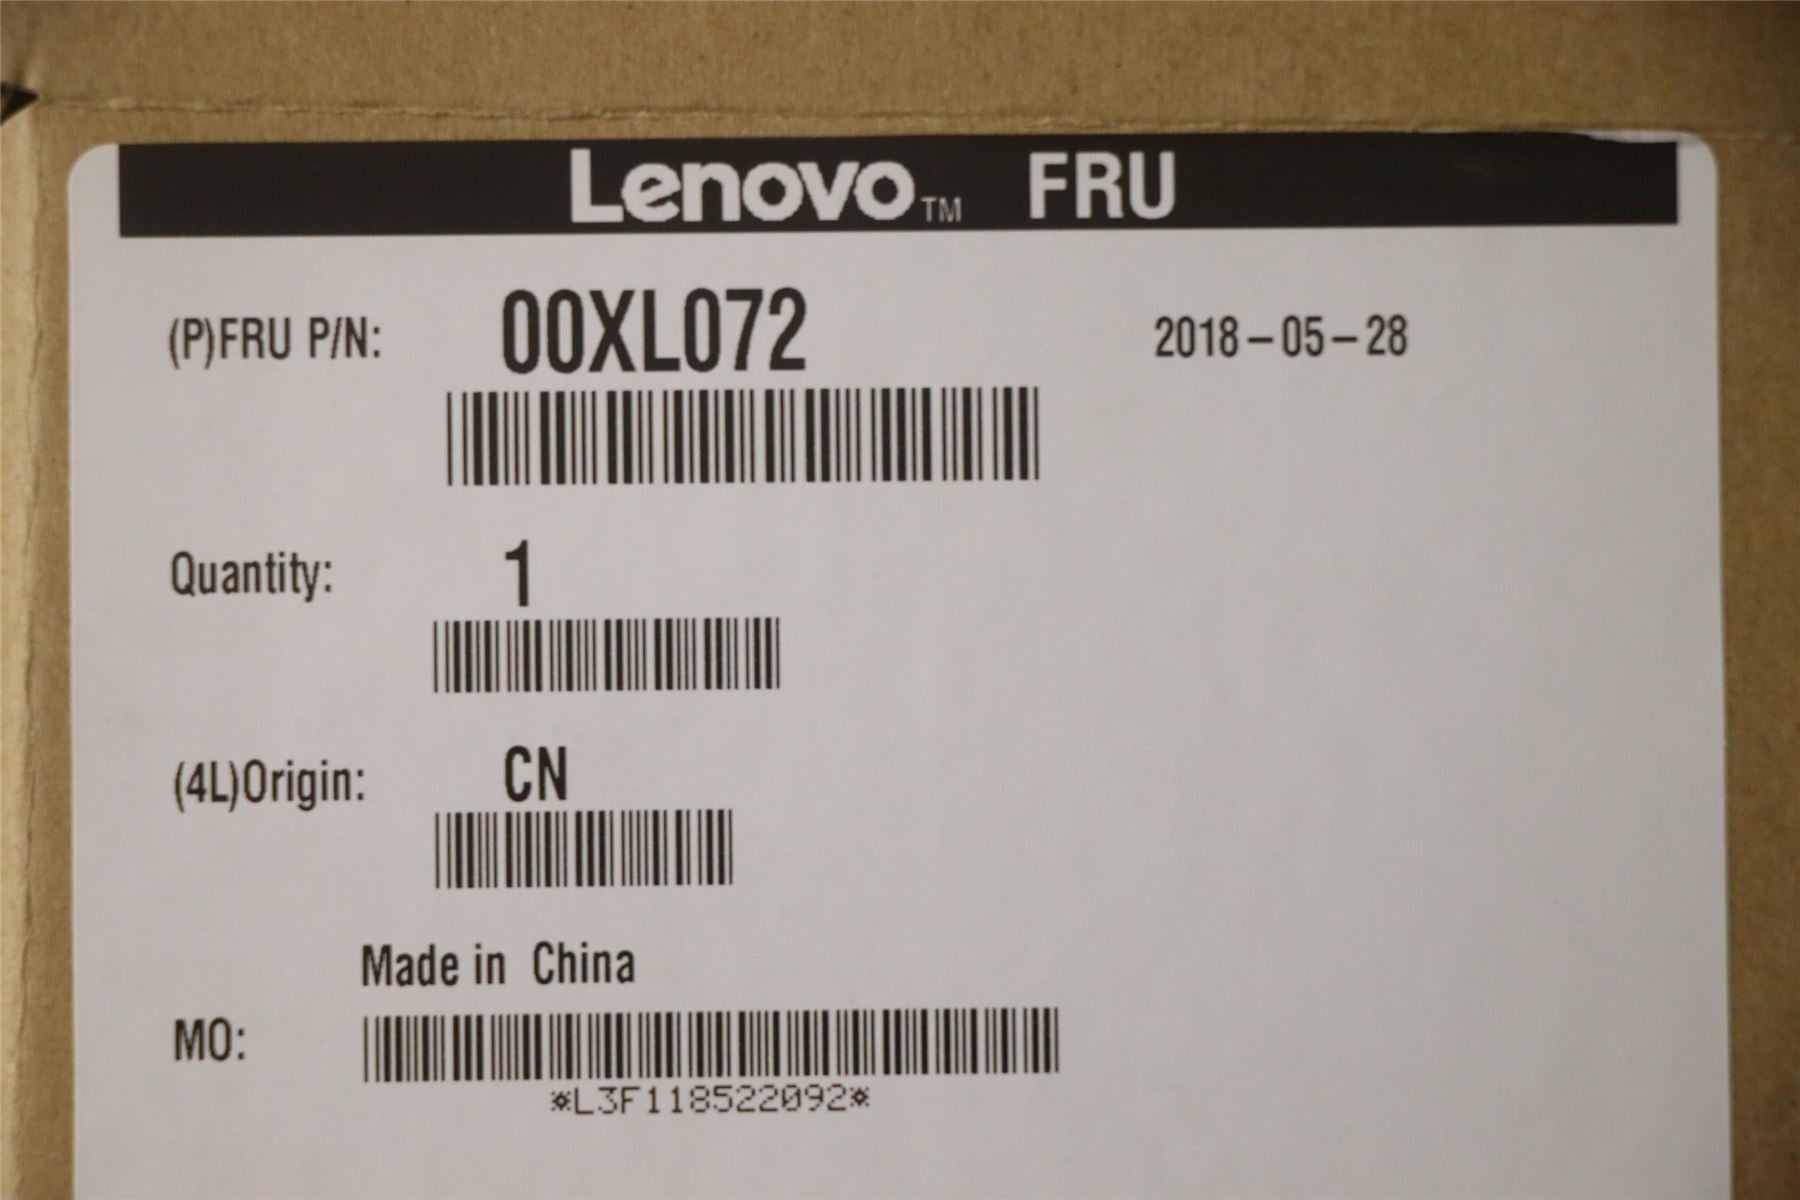 Lenovo™ FRU
(P)FRU P/N: 00XL072 2018-05-28
Quantity: 1
(4L)Origin: CN
Made in China
MO:
*L3F118522092*